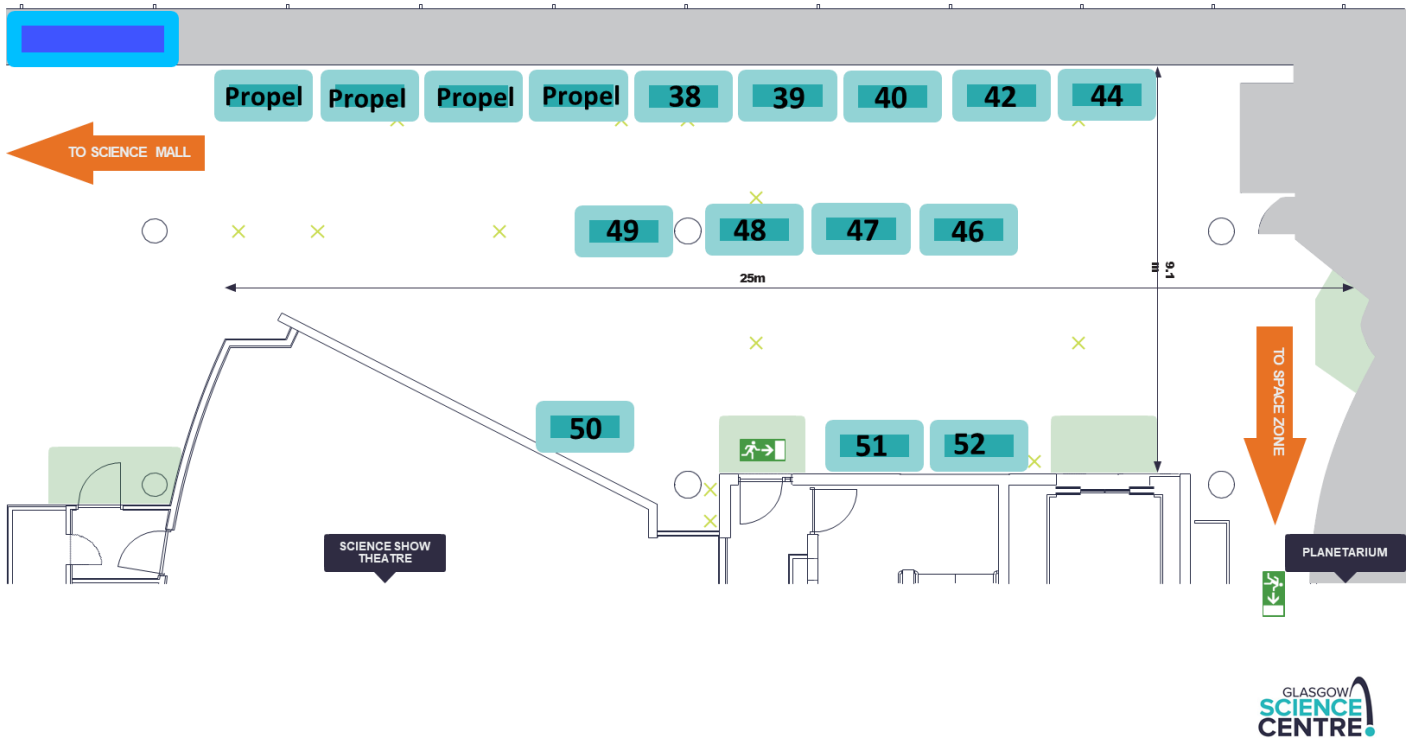 Propel
Propel
Propel
Propel
38
39
40
42
44
TO SCIENCE MALL
49
48
47
46
9.1
m
25m
TO SPACE ZONE
50
51
52
SCIENCE SHOW
THEATRE
PLANETARIUM
GLASGOW
SCIENCE
CENTRE